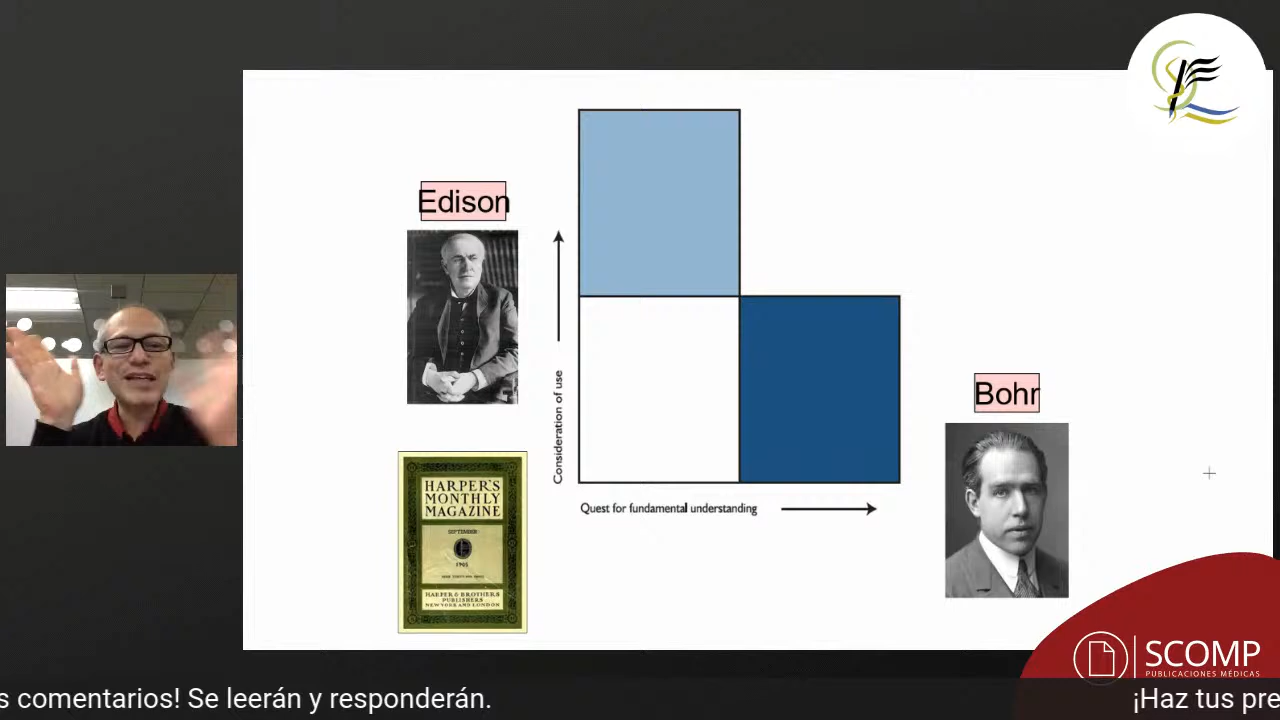 Edison
Consideration of use
Quest for fundamental understanding
Bohr
HARPER'S
MONTHLY
MAGAZINE
SEPTEMBER
1905
HARPER & BROTHERS
PUBLISHERS
NEW YORK AND LONDON
SCOMP
PUBLICACIONES MÉDICAS
s comentarios! Se leerán y responderán.
¡Haz tus pre